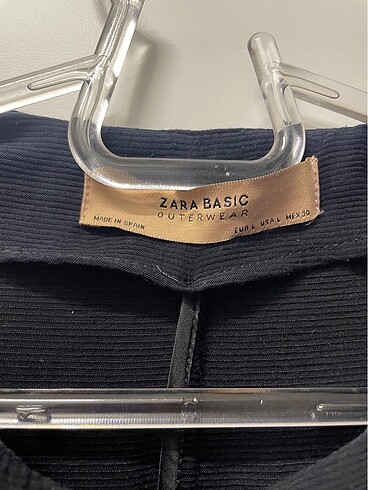 ZARA BASIC
OUTERWEAR
MADE IN SPAIN
EUR L USA L MEX 30